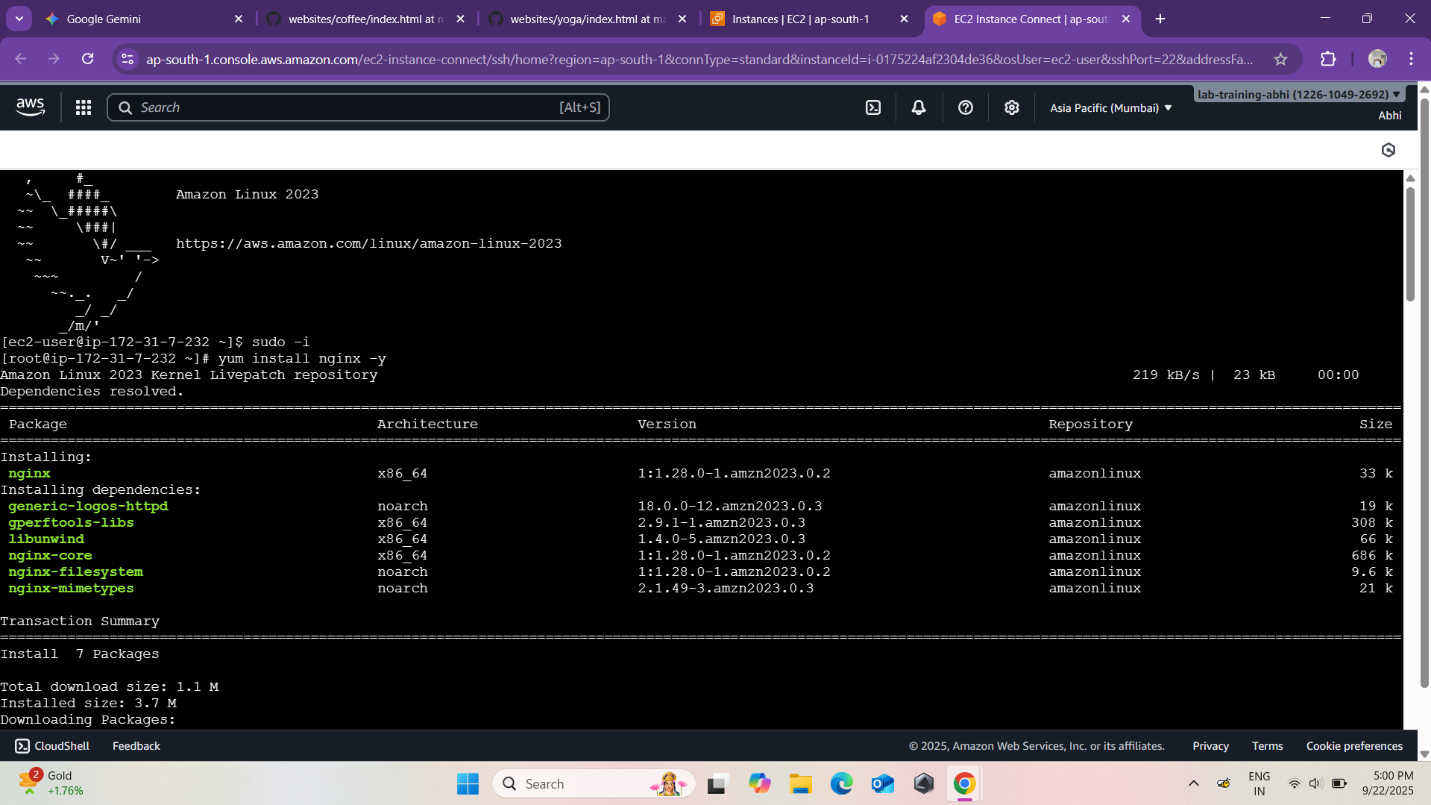 Google Gemini
websites/coffee/index.html at m
websites/yoga/index.html at ma
Instances | EC2 | ap-south-1
EC2 Instance Connect | ap-sout
ap-south-1.console.aws.amazon.com/ec2-instance-connect/ssh/home?region=ap-south-1&connType=standard&instanceId=i-0175224af2304de36&osUser=ec2-user&sshPort=22&addressFa...
aws
Search
[Alt+S]
Asia Pacific (Mumbai) ▼
lab-training-abhi (1226-1049-2692) ▼
Abhi
   ,     #_
   ~\_  ####_        Amazon Linux 2023
  ~~  \_#####\
  ~~     \###|
  ~~       \#/ ___   https://aws.amazon.com/linux/amazon-linux-2023
   ~~       V~' '->
    ~~~         /
      ~~._.   _/
         _/ _/
       _/m/'
[ec2-user@ip-172-31-7-232 ~]$ sudo -i
[root@ip-172-31-7-232 ~]# yum install nginx -y
Amazon Linux 2023 Kernel Livepatch repository 219 kB/s | 23 kB 00:00
Dependencies resolved.
Package Architecture Version Repository Size
Installing:
nginx x86_64 1:1.28.0-1.amzn2023.0.2 amazonlinux 33 k
Installing dependencies:
generic-logos-httpd noarch 18.0.0-12.amzn2023.0.3 amazonlinux 19 k
gperftools-libs x86_64 2.9.1-1.amzn2023.0.3 amazonlinux 308 k
libunwind x86_64 1.4.0-5.amzn2023.0.3 amazonlinux 66 k
nginx-core x86_64 1:1.28.0-1.amzn2023.0.2 amazonlinux 686 k
nginx-filesystem noarch 1:1.28.0-1.amzn2023.0.2 amazonlinux 9.6 k
nginx-mimetypes noarch 2.1.49-3.amzn2023.0.3 amazonlinux 21 k
Transaction Summary
Install 7 Packages
Total download size: 1.1 M
Installed size: 3.7 M
Downloading Packages:
CloudShell
Feedback
© 2025, Amazon Web Services, Inc. or its affiliates.
Privacy
Terms
Cookie preferences
2
Gold
+1.76%
Search
ENG
IN
5:00 PM
9/22/2025